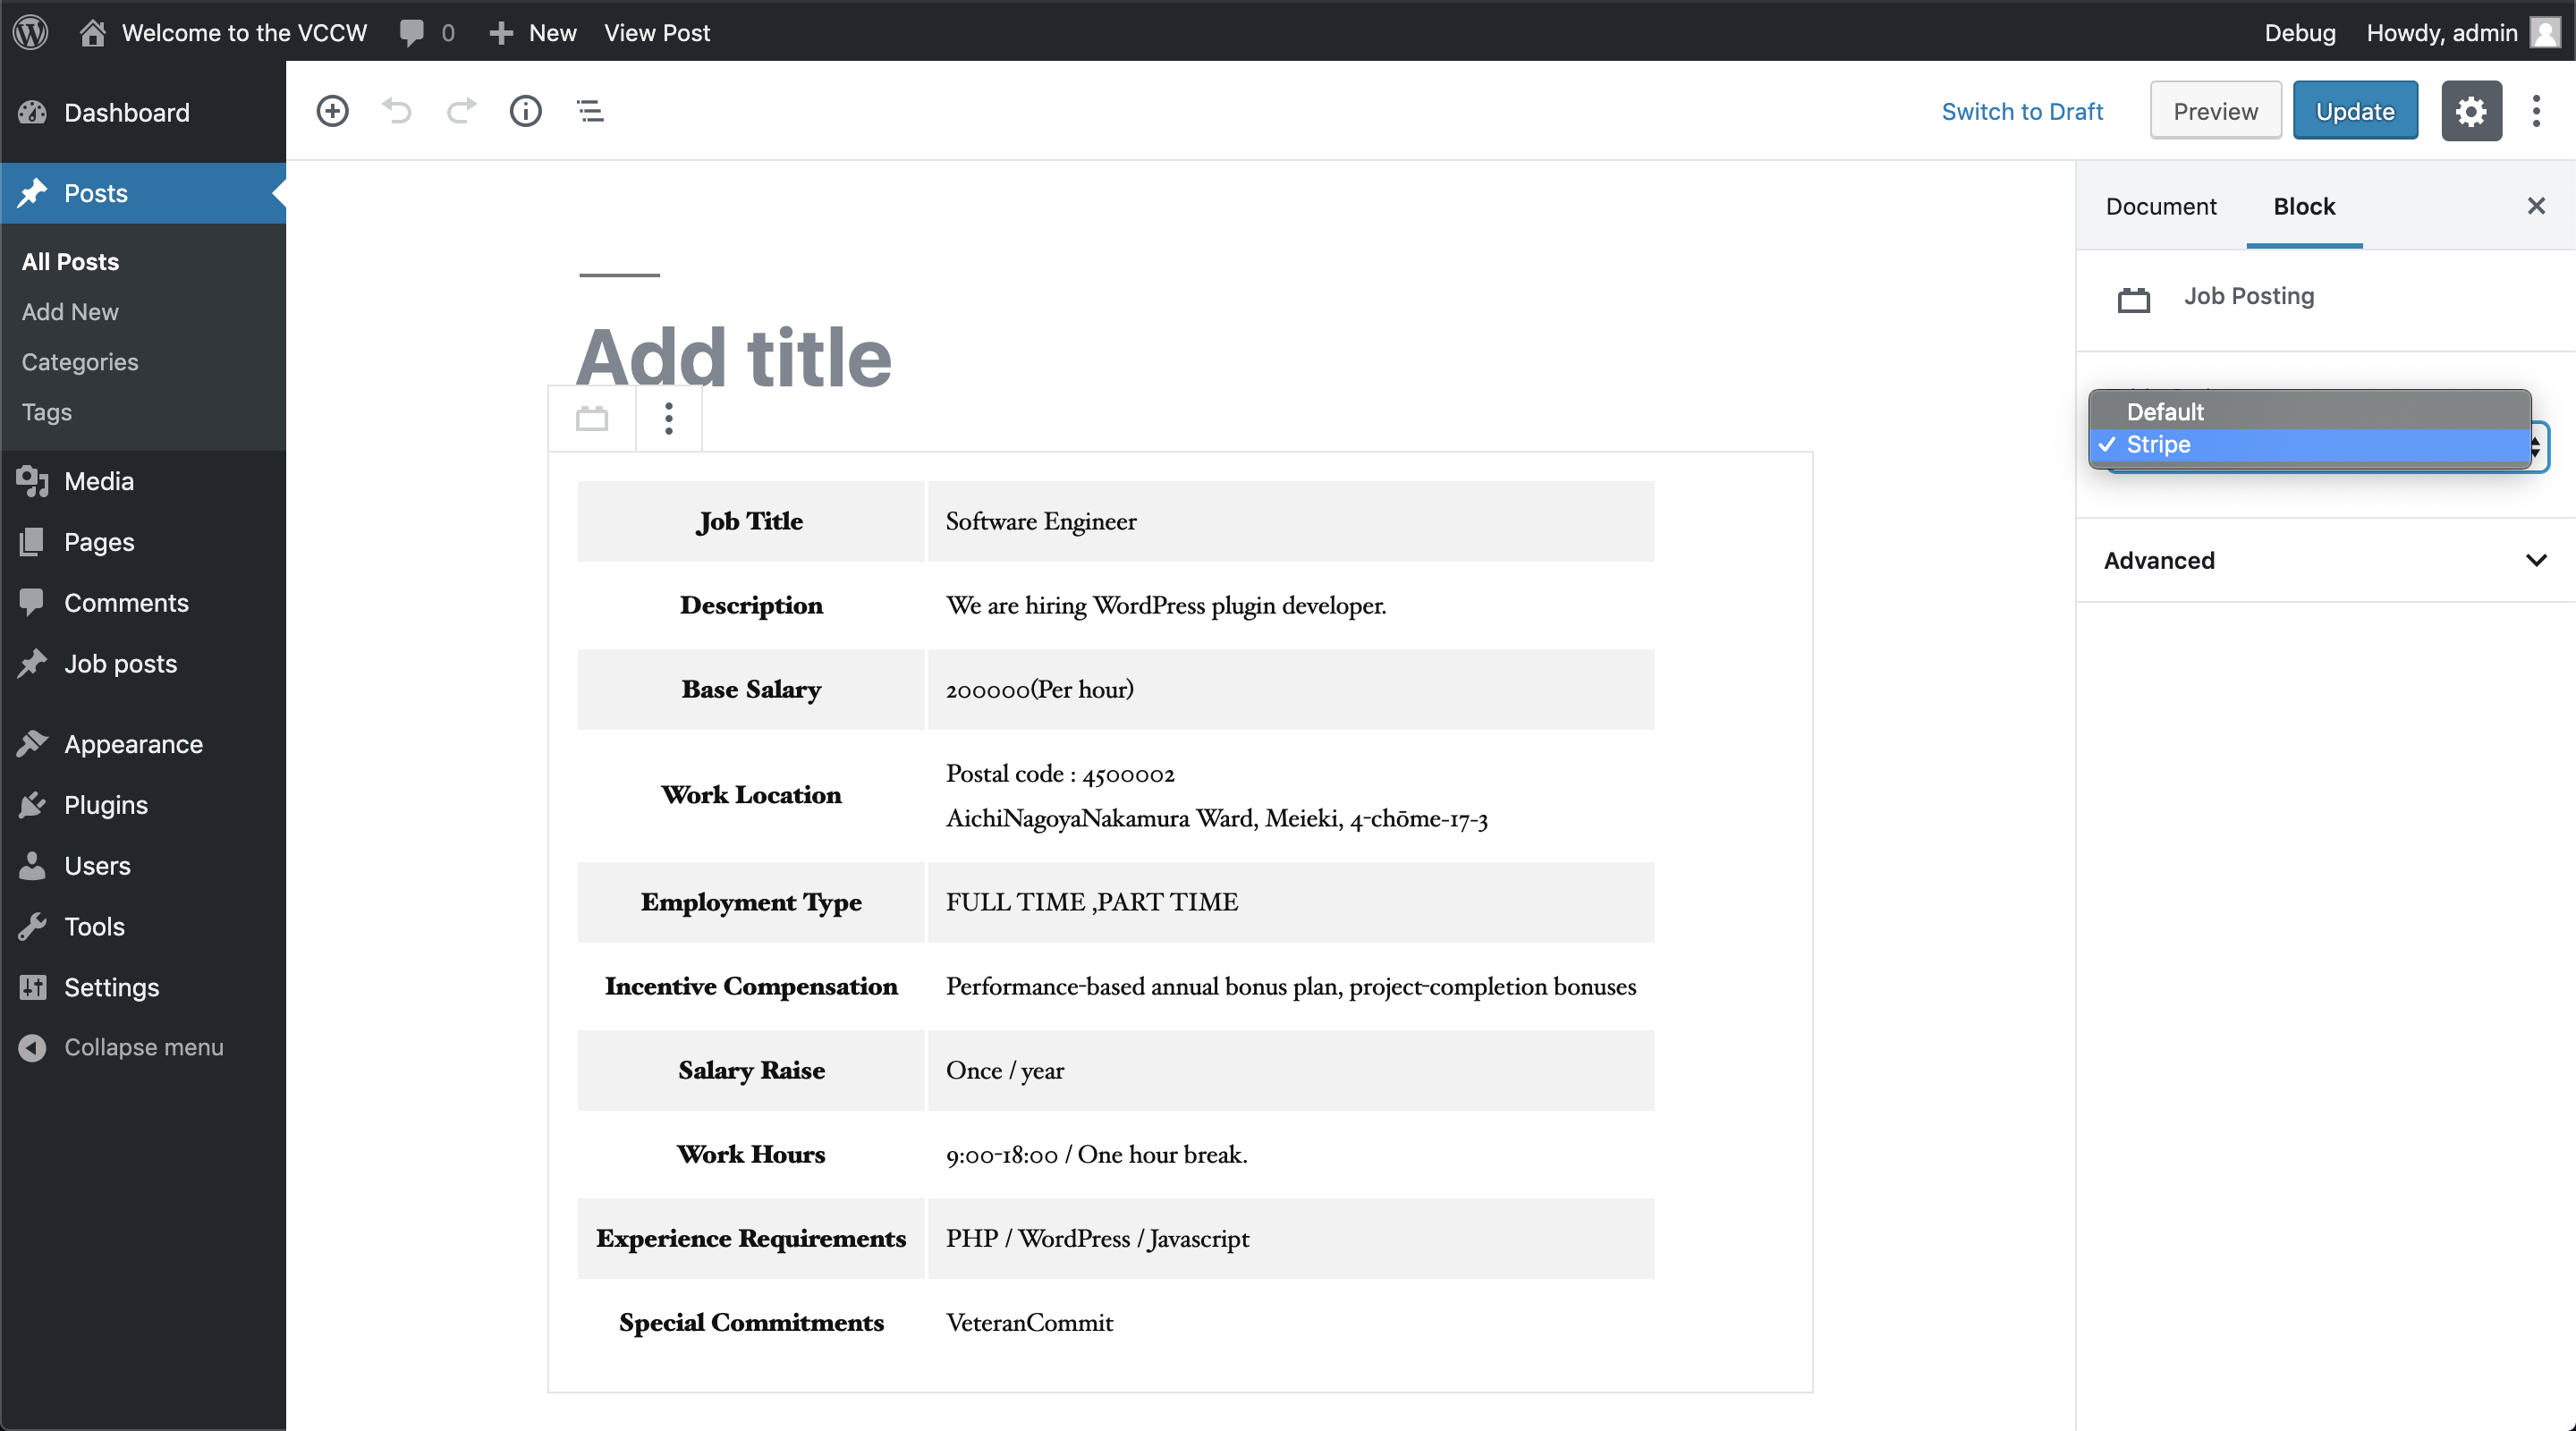 Welcome to the VCCW 0 New View Post Debug Howdy, admin
Dashboard
Posts
All Posts
Add New
Categories
Tags
Media
Pages
Comments
Job posts
Appearance
Plugins
Users
Tools
Settings
Collapse menu
Switch to Draft Preview Update
Add title
Job Title Software Engineer
Description We are hiring WordPress plugin developer.
Base Salary 200000(Per hour)
Work Location Postal code : 4500002
AichiNagoyaNakamura Ward, Meieki, 4-chōme-17-3
Employment Type FULL TIME ,PART TIME
Incentive Compensation Performance-based annual bonus plan, project-completion bonuses
Salary Raise Once / year
Work Hours 9:00-18:00 / One hour break.
Experience Requirements PHP / WordPress / Javascript
Special Commitments VeteranCommit
Document Block
Job Posting
Default
Stripe
Advanced